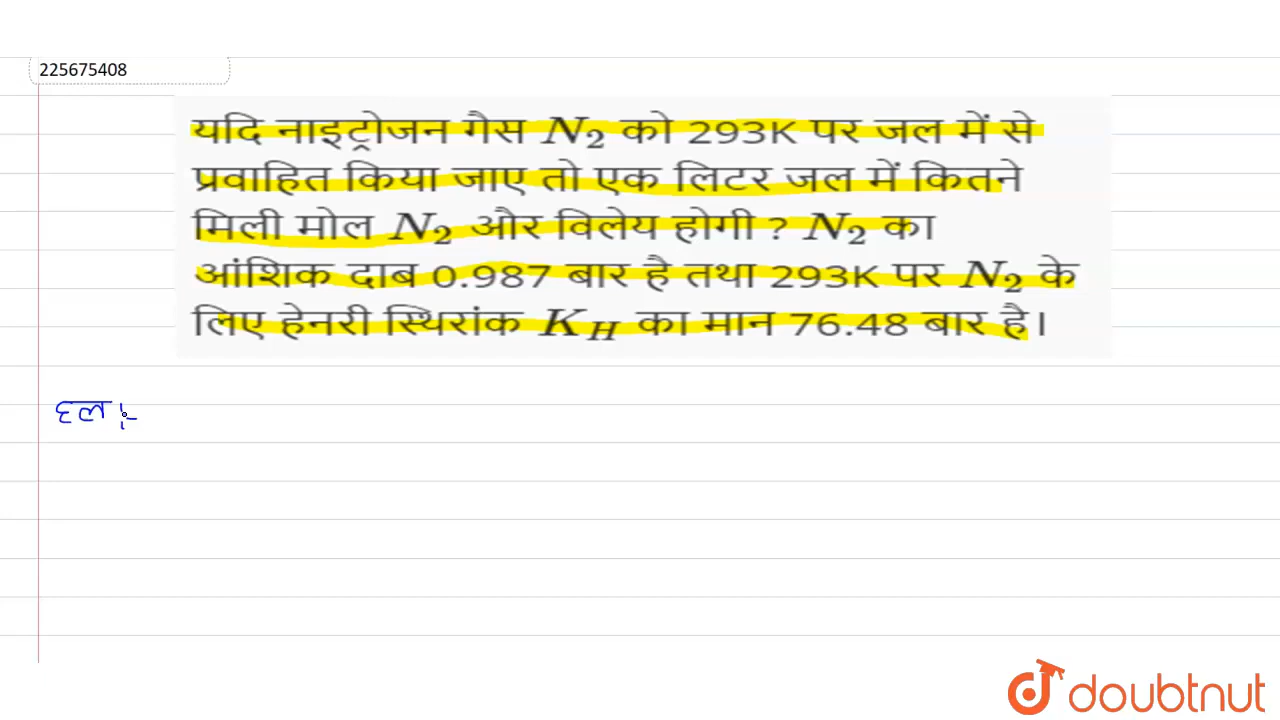 225675408
यदि नाइट्रोजन गैस N₂ को 293K पर जल में से
प्रवाहित किया जाए तो एक लिटर जल में कितने
मिली मोल N₂ और विलेय होगी ? N₂ का
आंशिक दाब 0.987 बार है तथा 293K पर N₂ के
लिए हेनरी स्थिरांक K_H का मान 76.48 बार है।
हल :-
doubtnut